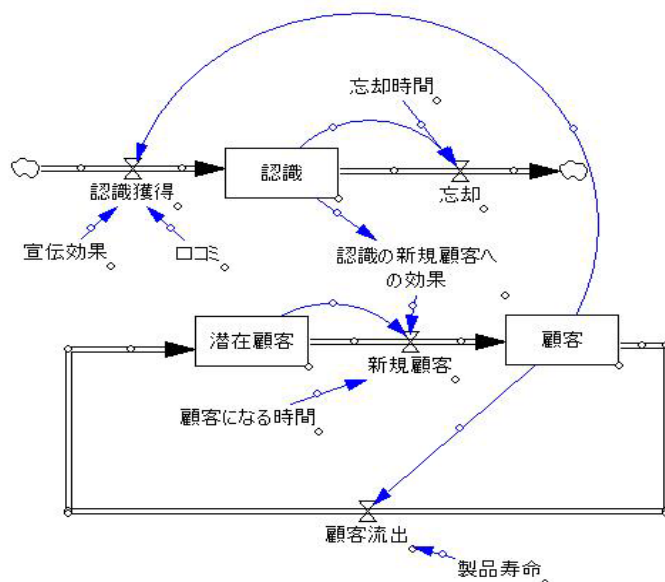 忘却時間
認識
認識獲得
忘却
宣伝効果
口コミ
認識の新規顧客へ
の効果
潜在顧客
顧客
新規顧客
顧客になる時間
顧客流出
製品寿命